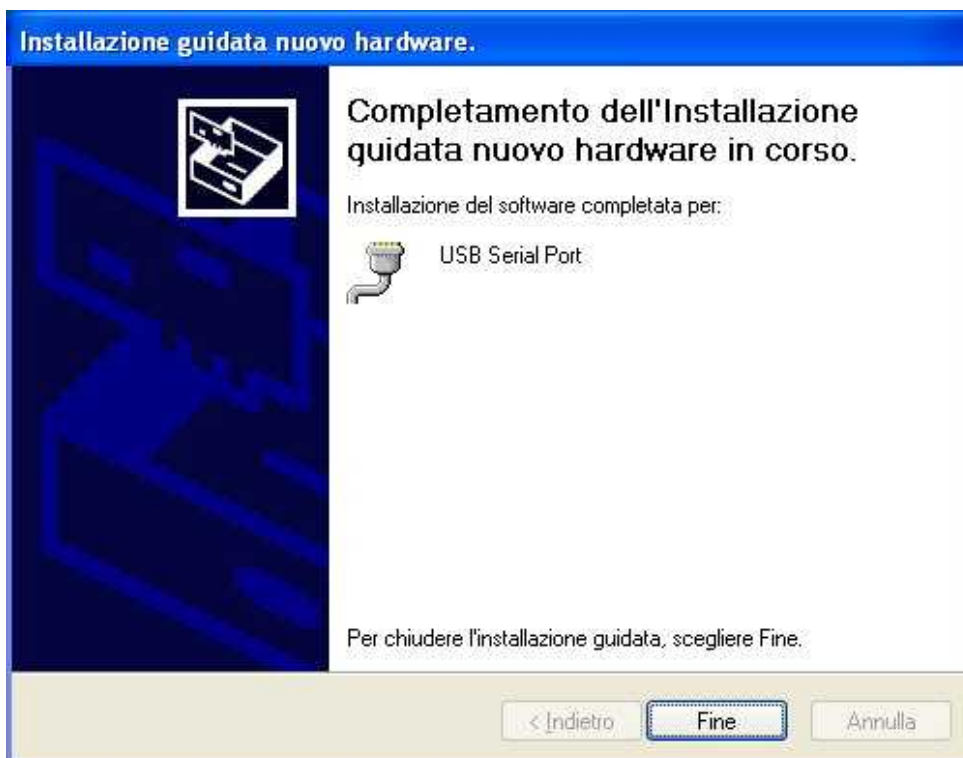 Installazione guidata nuovo hardware.
Completamento dell'Installazione
guidata nuovo hardware in corso.
Installazione del software completata per:
USB Serial Port
Per chiudere l'installazione guidata, scegliere Fine.
< Indietro
Fine
Annulla